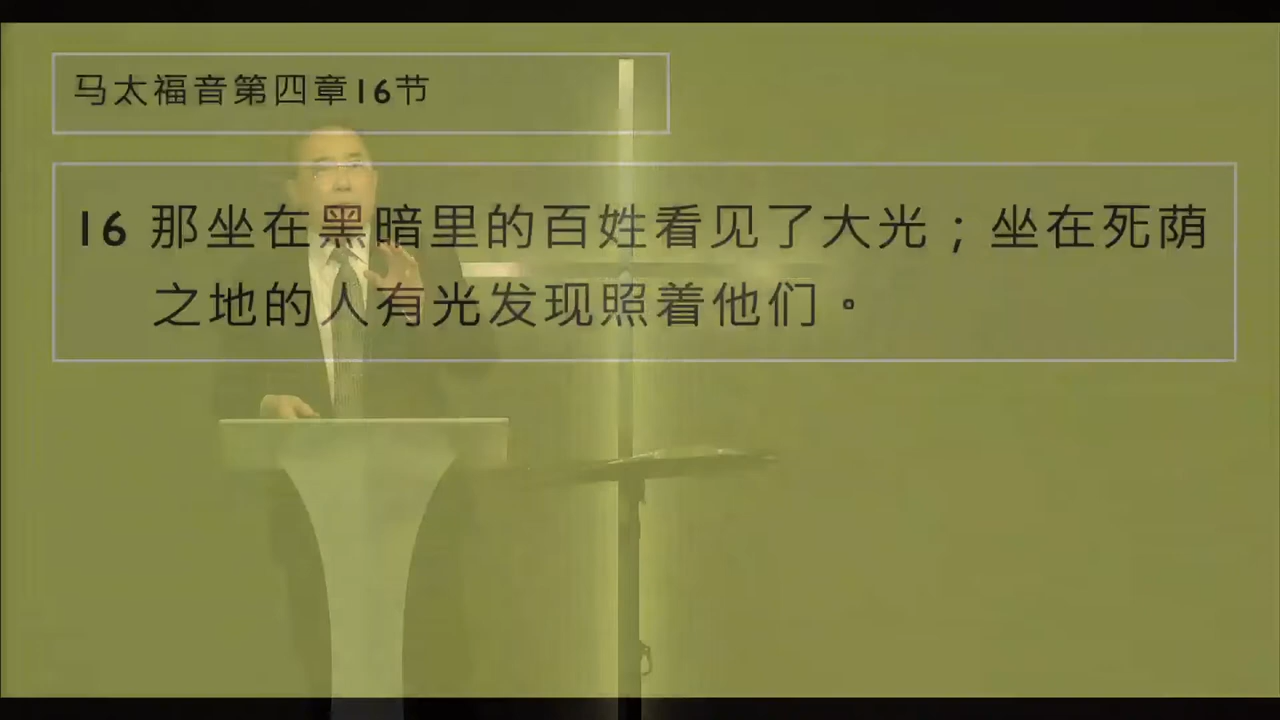 马太福音第四章16节
16 那坐在黑暗里的百姓看见了大光；坐在死荫
之地的人有光发现照着他们。